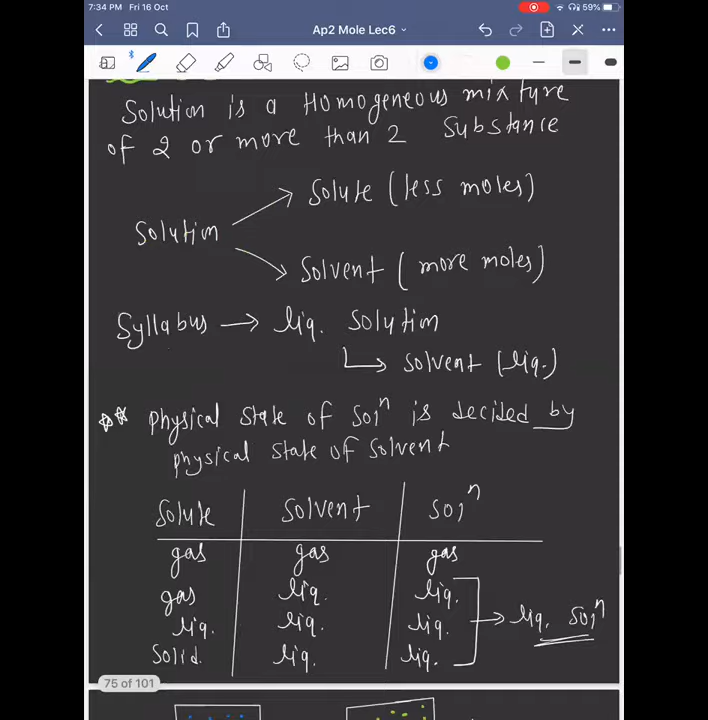 7:34 PM Fri 16 Oct
59%
Ap2 Mole Lec6
Solution is a Homogeneous mixture
of 2 or more than 2 Substance
Solute (less moles)
Solution
Solvent (more moles)
Syllabus → liq. Solution
↳ solvent (liq.)
** physical state of solⁿ is decided by
physical state of solvent
Solute Solvent solⁿ
gas gas gas
gas liq. liq.
liq. liq. liq. → liq. solⁿ
Solid. liq. liq.
75 of 101